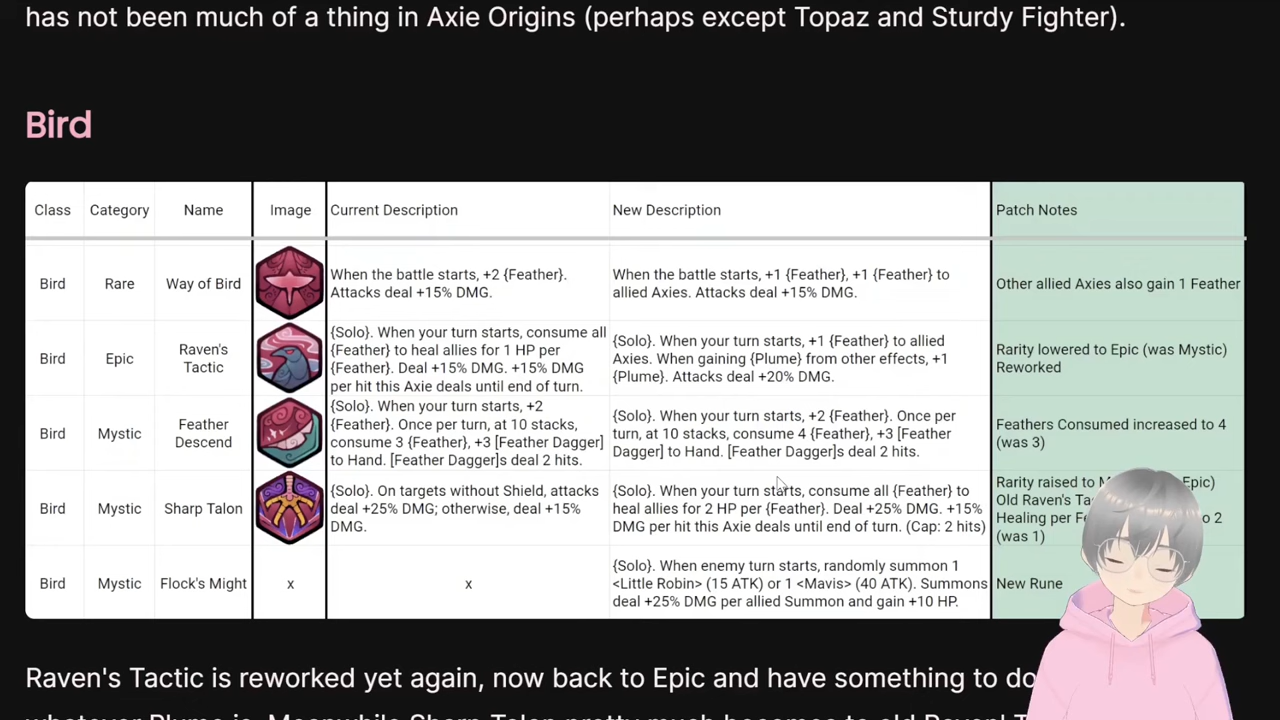 has not been much of a thing in Axie Origins (perhaps except Topaz and Sturdy Fighter).
Bird
Class Category Name Image Current Description New Description Patch Notes
Bird Rare Way of Bird
When the battle starts, +2 {Feather}.
Attacks deal +15% DMG.
When the battle starts, +1 {Feather}, +1 {Feather} to
allied Axies. Attacks deal +15% DMG.
Other allied Axies also gain 1 Feather
Bird Epic
Raven's
Tactic
{Solo}. When your turn starts, consume all
{Feather} to heal allies for 1 HP per
{Feather}. Deal +15% DMG. +15% DMG
per hit this Axie deals until end of turn.
{Solo}. When your turn starts, +1 {Feather} to allied
Axies. When gaining {Plume} from other effects, +1
{Plume}. Attacks deal +20% DMG.
Rarity lowered to Epic (was Mystic)
Reworked
Bird Mystic
Feather
Descend
{Solo}. When your turn starts, +2
{Feather}. Once per turn, at 10 stacks,
consume 3 {Feather}, +3 [Feather Dagger]
to Hand. [Feather Dagger]s deal 2 hits.
{Solo}. When your turn starts, +2 {Feather}. Once per
turn, at 10 stacks, consume 4 {Feather}, +3 [Feather
Dagger] to Hand. [Feather Dagger]s deal 2 hits.
Feathers Consumed increased to 4
(was 3)
Bird Mystic Sharp Talon
{Solo}. On targets without Shield, attacks
deal +25% DMG; otherwise, deal +15%
DMG.
{Solo}. When your turn starts, consume all {Feather} to
heal allies for 2 HP per {Feather}. Deal +25% DMG. +15%
DMG per hit this Axie deals until end of turn. (Cap: 2 hits)
Rarity raised to Epic)
Old Raven's
Healing per to 2
(was 1)
Bird Mystic Flock's Might x x
{Solo}. When enemy turn starts, randomly summon 1
<Little Robin> (15 ATK) or 1 <Mavis> (40 ATK). Summons
deal +25% DMG per allied Summon and gain +10 HP.
New Rune
Raven's Tactic is reworked yet again, now back to Epic and have something to do
whatever Plume is. Meanwhile Sharp Talon pretty much becomes to old Raven!